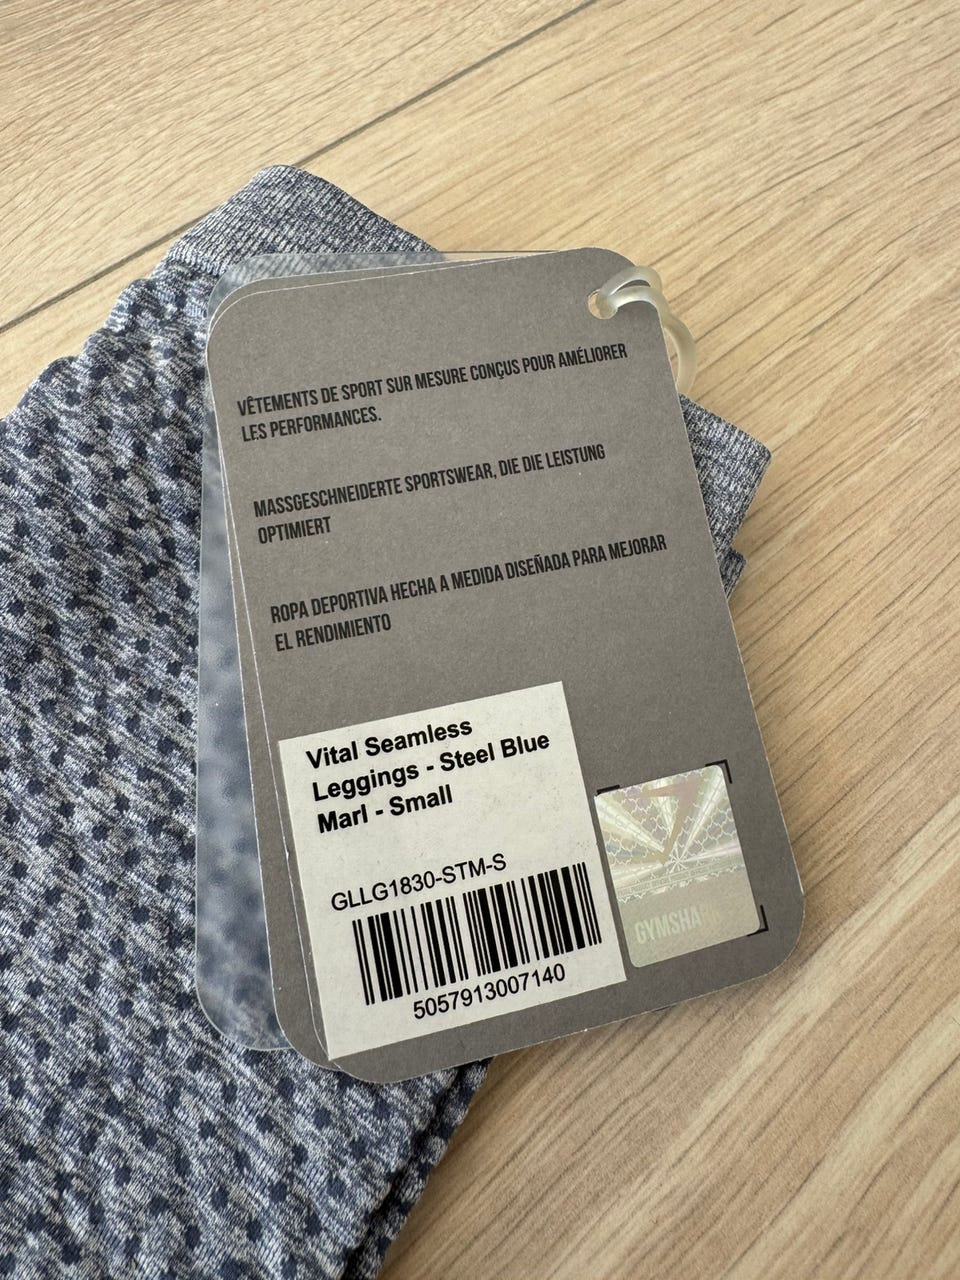 VÊTEMENTS DE SPORT SUR MESURE CONÇUS POUR AMÉLIORER
LES PERFORMANCES.
MASSGESCHNEIDERTE SPORTSWEAR, DIE DIE LEISTUNG
OPTIMIERT
ROPA DEPORTIVA HECHA A MEDIDA DISEÑADA PARA MEJORAR
EL RENDIMIENTO
Vital Seamless
Leggings - Steel Blue
Marl - Small
GLLG1830-STM-S
5057913007140
GYMSHA